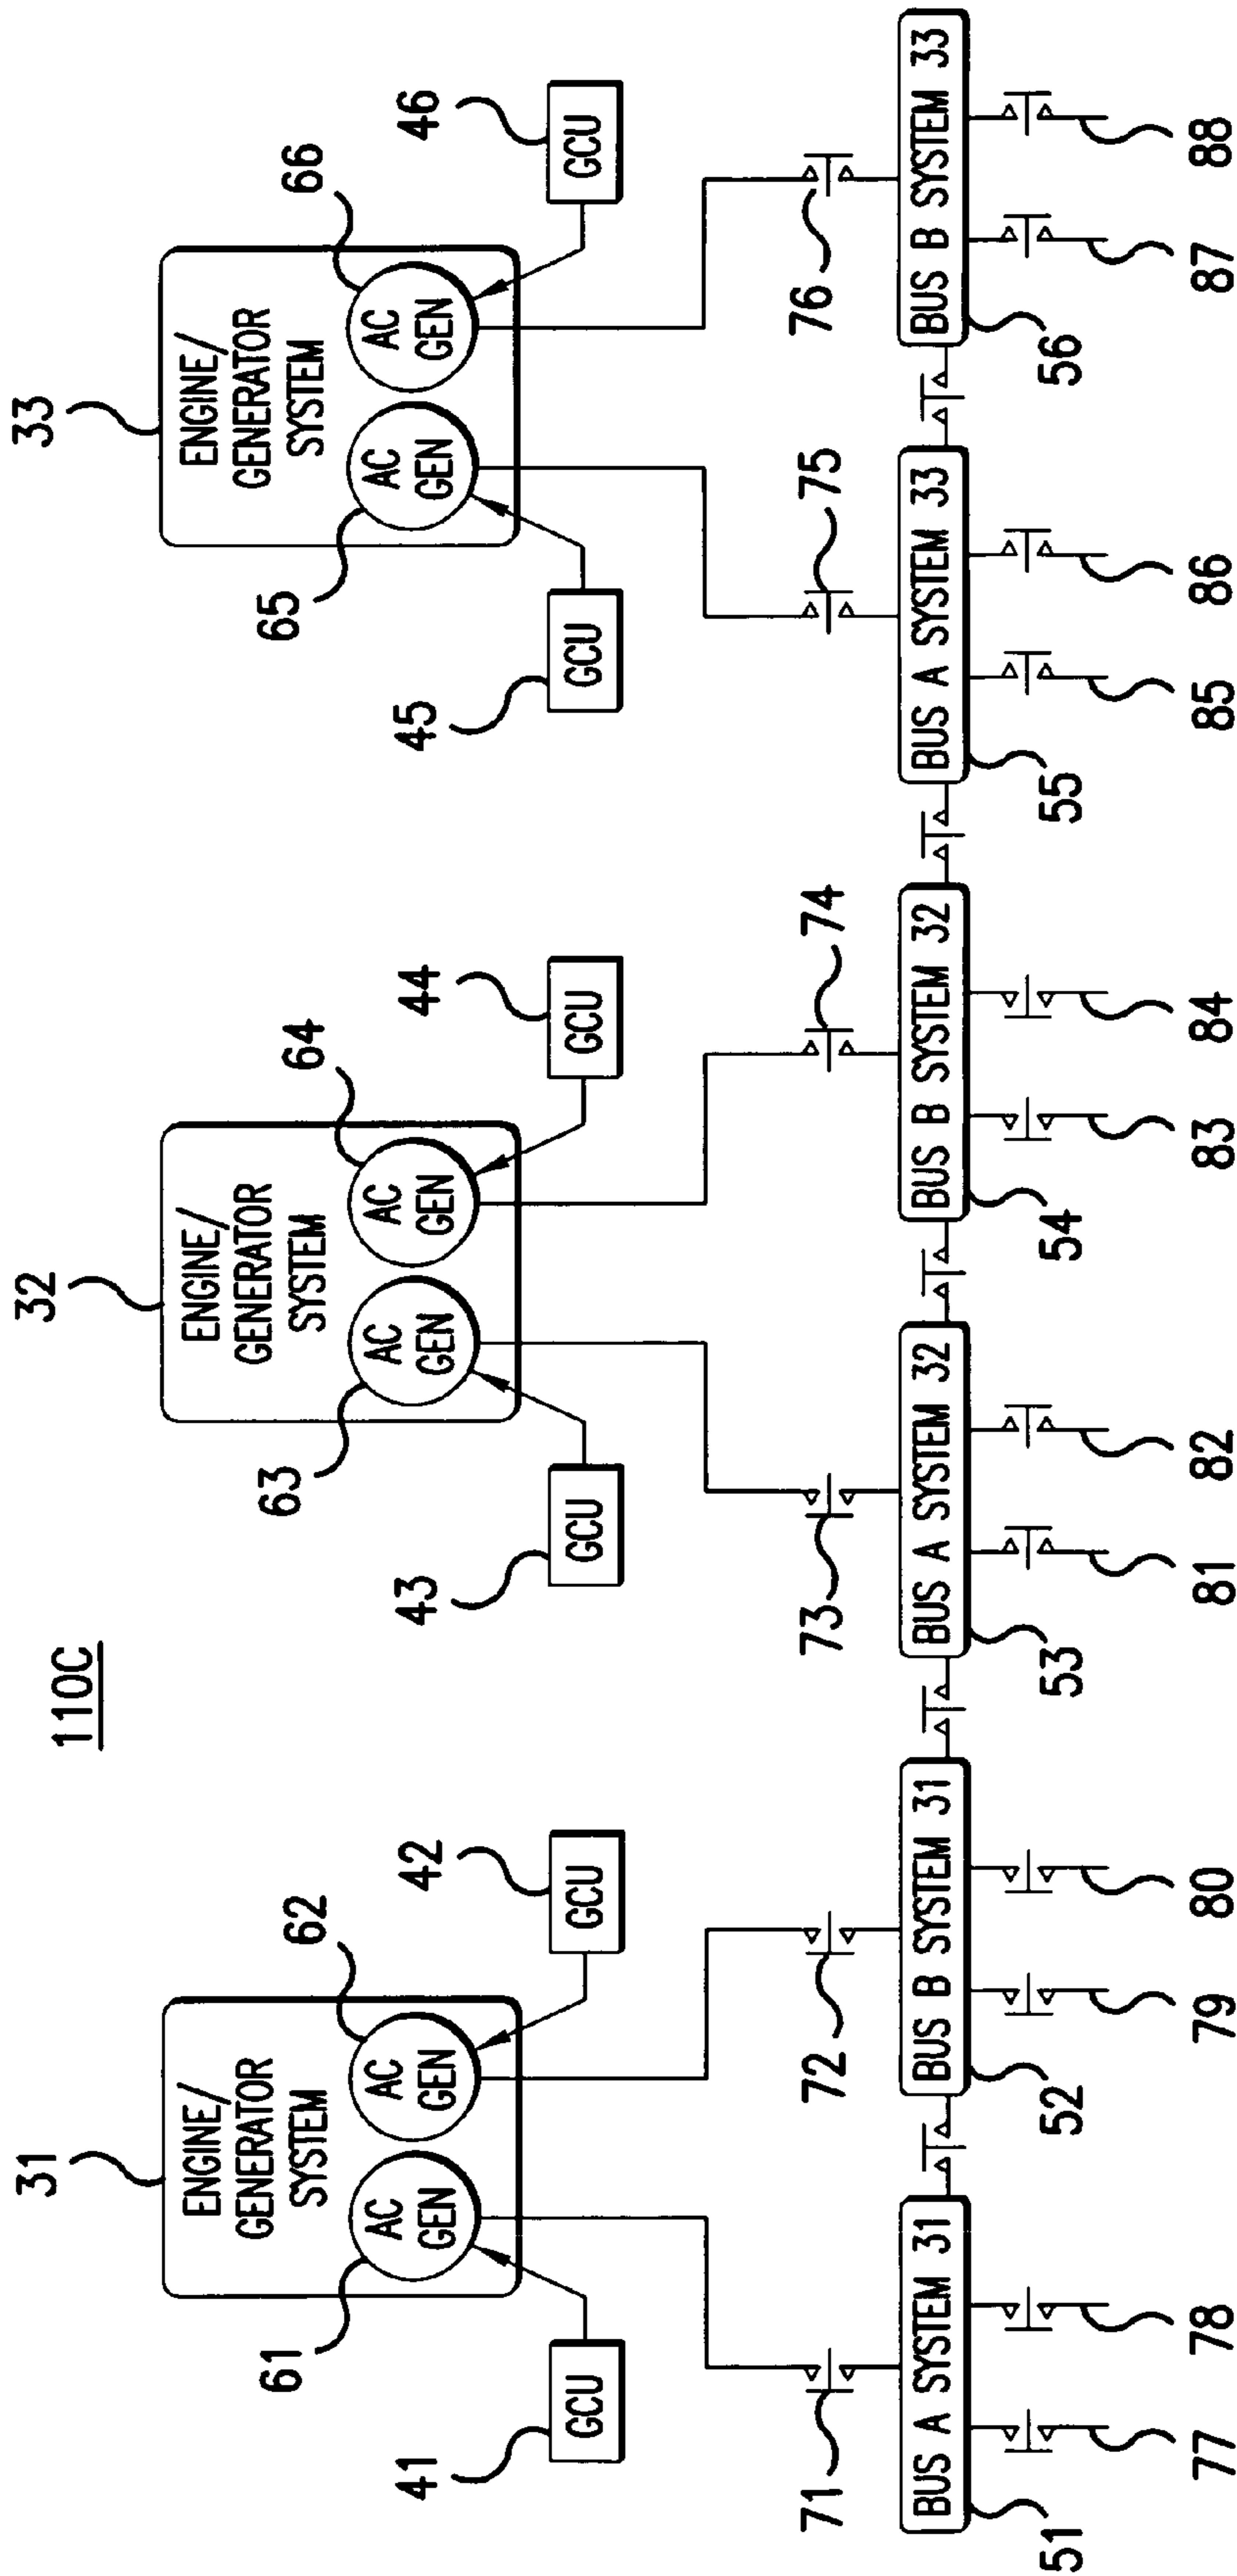 110C
31
ENGINE/
GENERATOR
SYSTEM
61
AC
GEN
62
AC
GEN
41
GCU
42
GCU
71
72
BUS A SYSTEM 31
BUS B SYSTEM 31
51
52
77
78
79
80
32
ENGINE/
GENERATOR
SYSTEM
63
AC
GEN
64
AC
GEN
43
GCU
44
GCU
73
74
BUS A SYSTEM 32
BUS B SYSTEM 32
53
54
81
82
83
84
33
ENGINE/
GENERATOR
SYSTEM
65
AC
GEN
66
AC
GEN
45
GCU
46
GCU
75
76
BUS A SYSTEM 33
BUS B SYSTEM 33
55
56
85
86
87
88